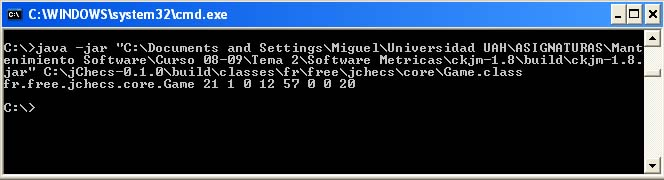 C:\WINDOWS\system32\cmd.exe
C:\>java -jar "C:\Documents and Settings\Miguel\Universidad UAH\ASIGNATURAS\Mant
enimiento Software\Curso 08-09\Tema 2\Software Metricas\ckjm-1.8\build\ckjm-1.8.
jar" C:\jChecs-0.1.0\build\classes\fr\free\jchecs\core\Game.class
fr.free.jchecs.core.Game 21 1 0 12 57 0 0 20
C:\>